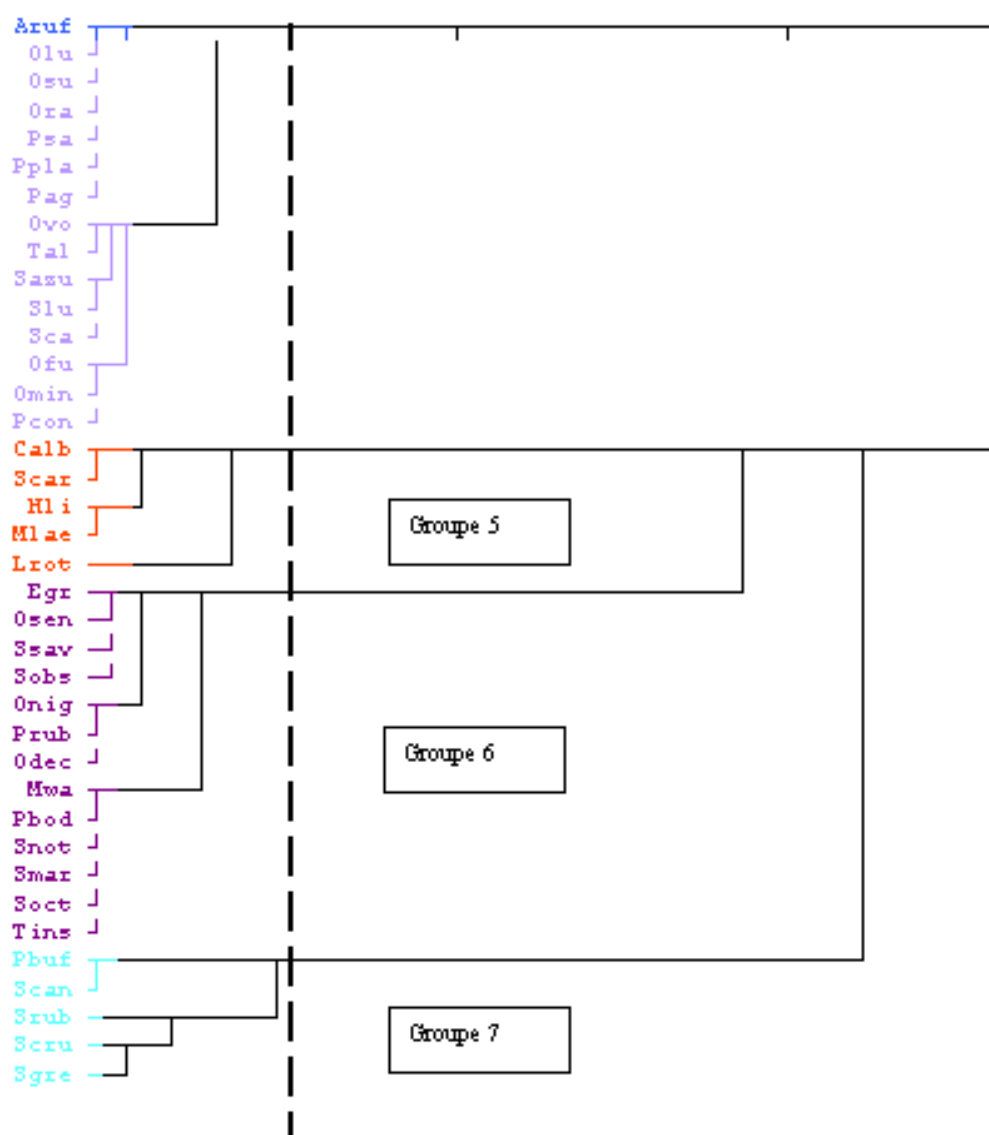 Aruf
Olu
Osu
Ora
Psa
Ppla
Pag
Ovo
Tal
Sasu
Slu
Sca
Ofu
Omin
Pcon
Calb
Scar
Hli
Groupe 5
Mlae
Lrot
Egr
Osen
Ssav
Sobs
Onig
Prub
Groupe 6
Odec
Mwa
Pbod
Snot
Smar
Soct
Tins
Pbuf
Scan
Srub
Groupe 7
Scru
Sgre